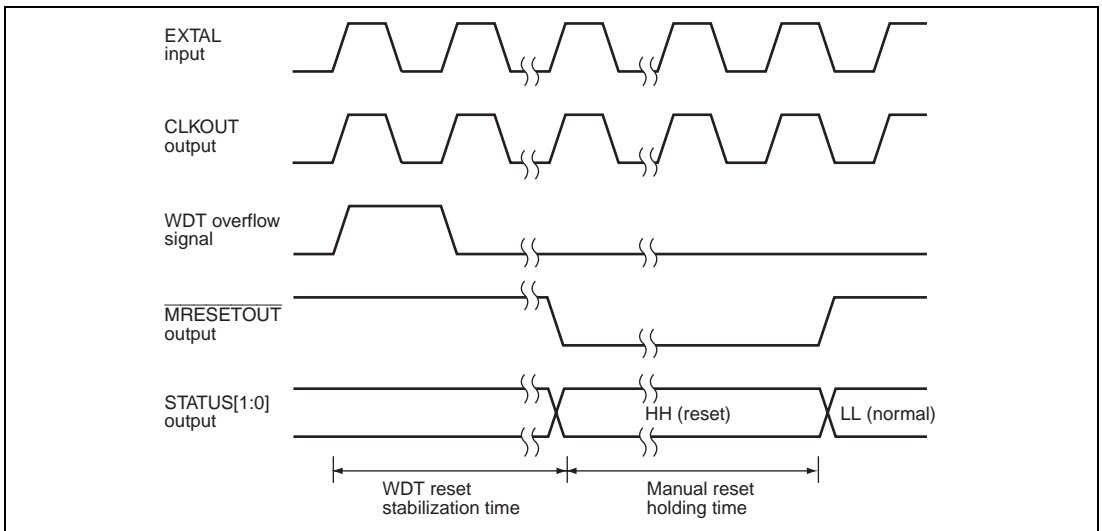 EXTAL
input
CLKOUT
output
WDT overflow
signal
MRESETOUT
output
STATUS[1:0]
output
HH (reset)
LL (normal)
WDT reset
stabilization time
Manual reset
holding time